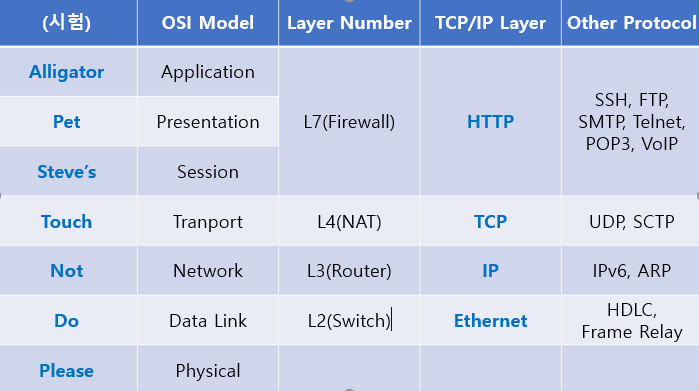 (시험) OSI Model Layer Number TCP/IP Layer Other Protocol
Alligator Application L7(Firewall) HTTP SSH, FTP,
SMTP, Telnet,
POP3, VoIP
Pet Presentation
Steve's Session
Touch Tranport L4(NAT) TCP UDP, SCTP
Not Network L3(Router) IP IPv6, ARP
Do Data Link L2(Switch) Ethernet HDLC,
Frame Relay
Please Physical